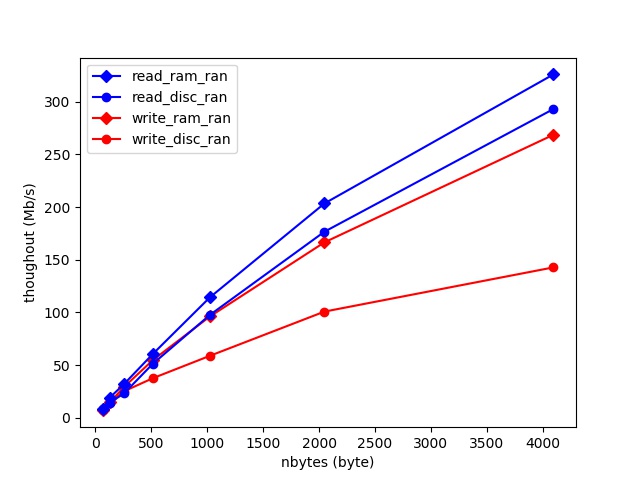 read_ram_ran
read_disc_ran
write_ram_ran
write_disc_ran
300
250
200
150
100
50
0
thoughout (Mb/s)
0 500 1000 1500 2000 2500 3000 3500 4000
nbytes (byte)